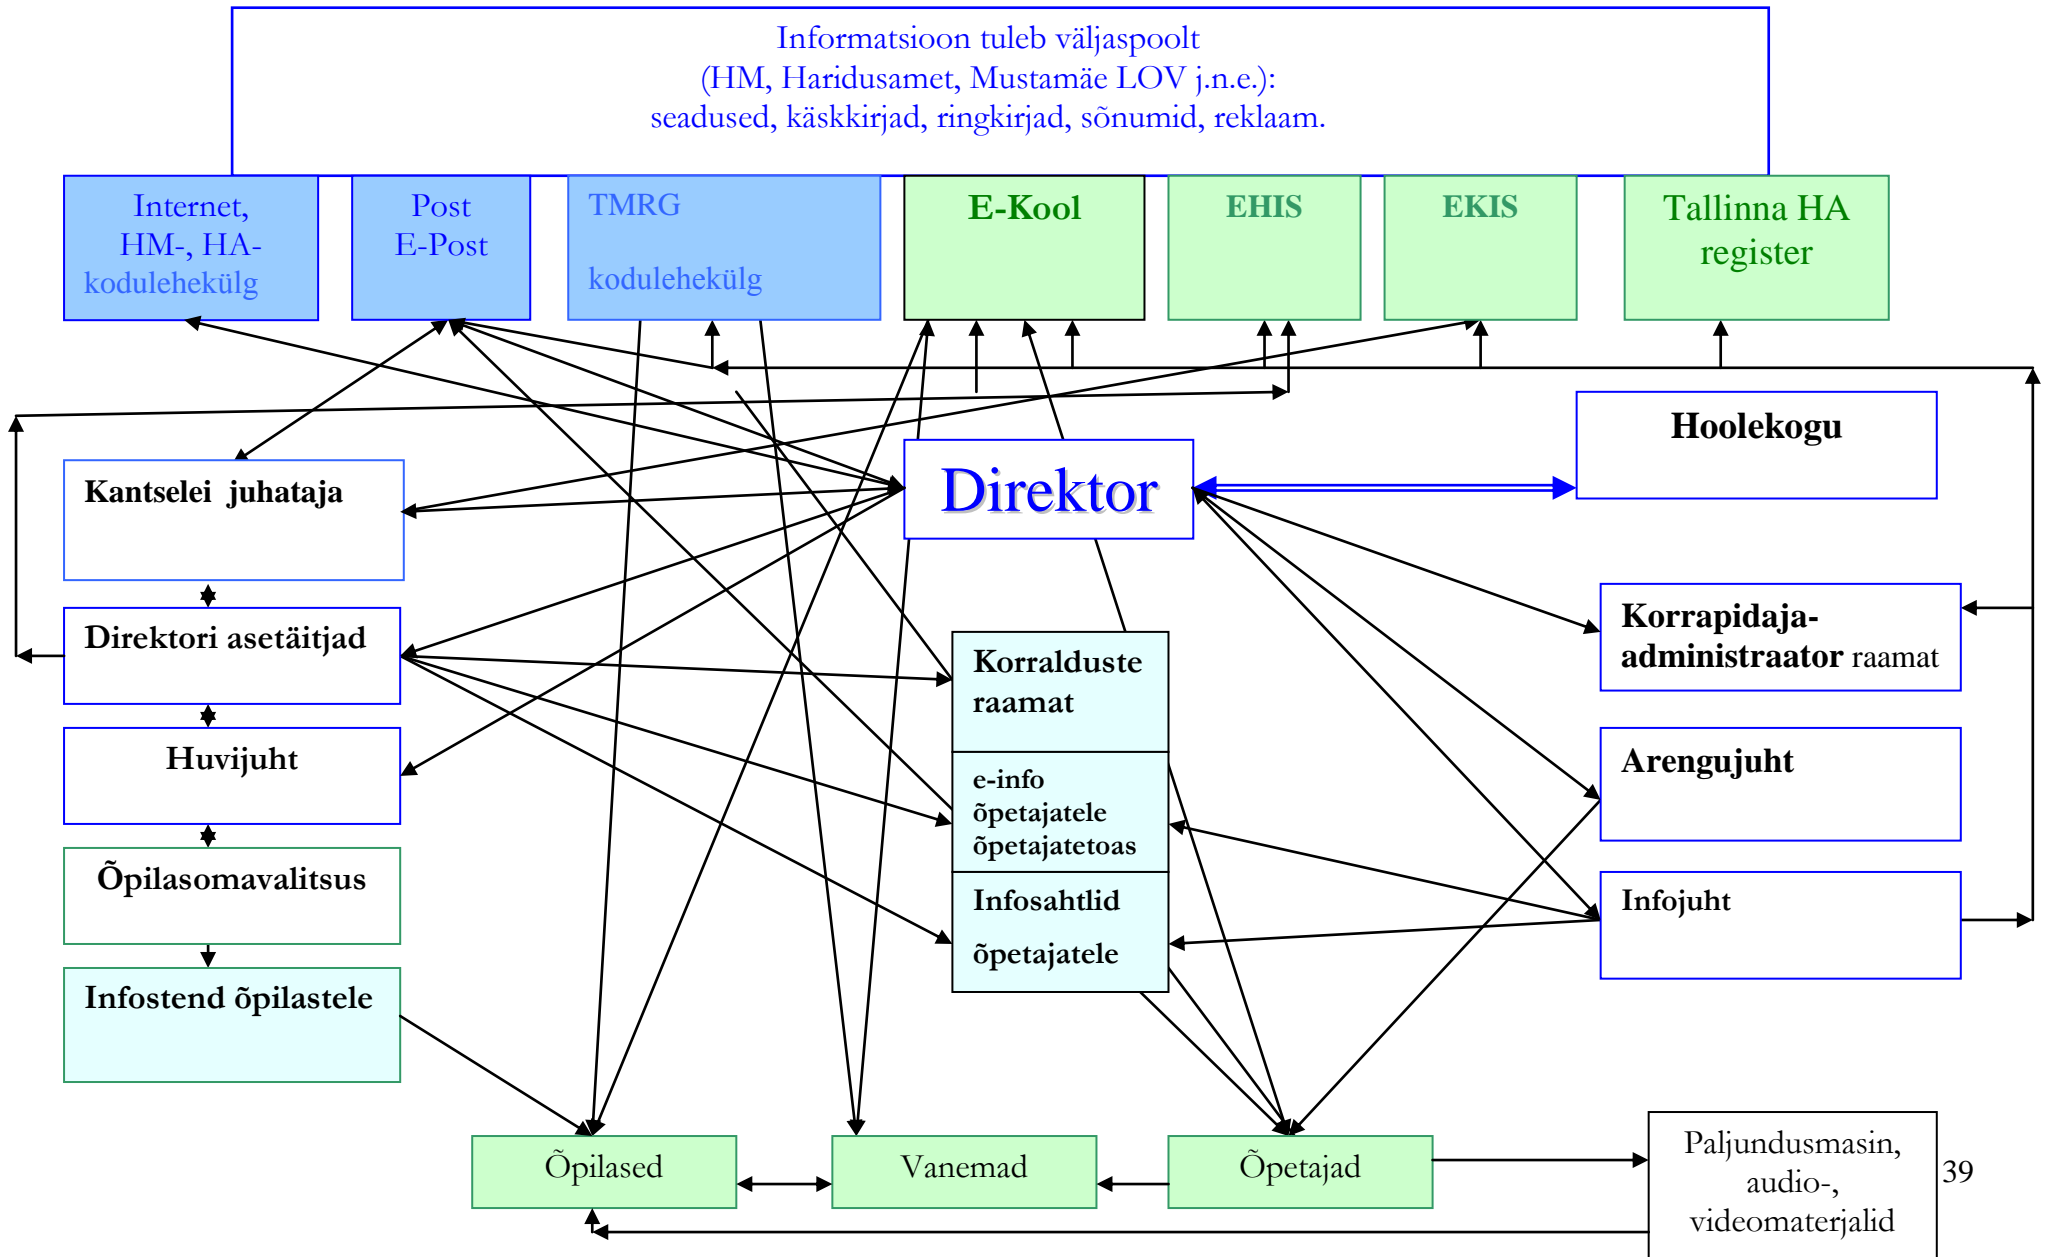 Informatsioon tuleb väljaspoolt
(HM, Haridusamet, Mustamäe LOV j.n.e.):
seadused, käskkirjad, ringkirjad, sõnumid, reklaam.
Internet,
HM-, HA-
kodulehekülg
Post
E-Post
TMRG
kodulehekülg
E-Kool
EHIS
EKIS
Tallinna HA
register
Hoolekogu
Kantselei juhataja
Direktor
Direktori asetäitjad
Korralduste
raamat
Korrapidaja-
administraator raamat
Huvijuht
e-info
õpetajatele
õpetajatetoas
Arengujuht
Õpilasomavalitsus
Infosahtlid
õpetajatele
Infojuht
Infostend õpilastele
Õpilased
Vanemad
Õpetajad
Paljundusmasin,
audio-,
videomaterjalid
39